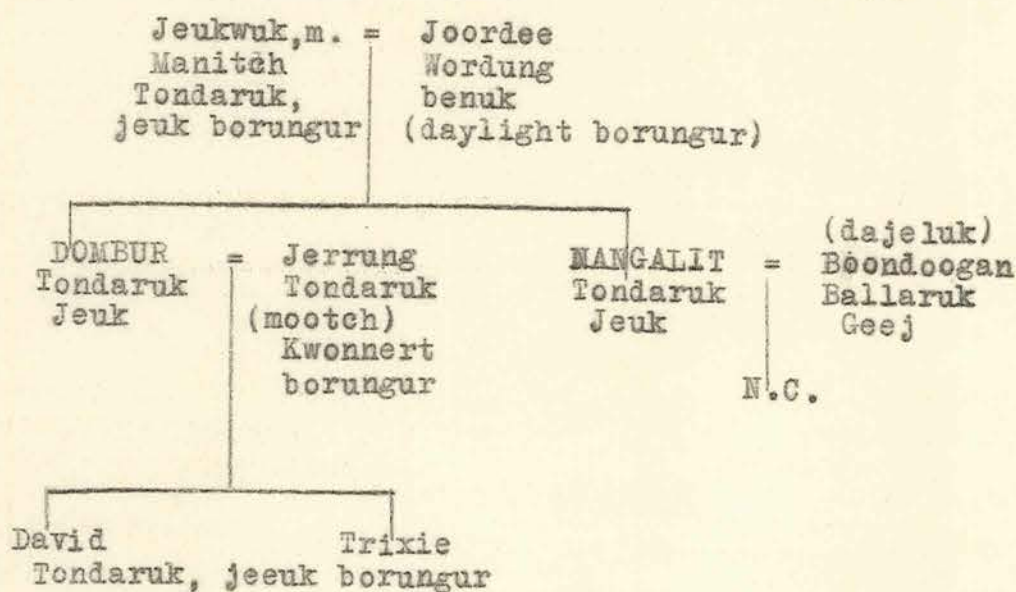 Jeukwuk,m. = Joordee
Manitch Wordung
Tondaruk, benuk
jeuk borungur (daylight borungur)
(dajeluk)
DOMBUR = Jerrung NANGALIT = Boondoogan
Tondaruk Tondaruk Tondaruk Ballaruk
Jeuk (mootch) Jeuk Geej
Kwonnert
borungur N.C.
David Trixie
Tondaruk, jeeuk borungur